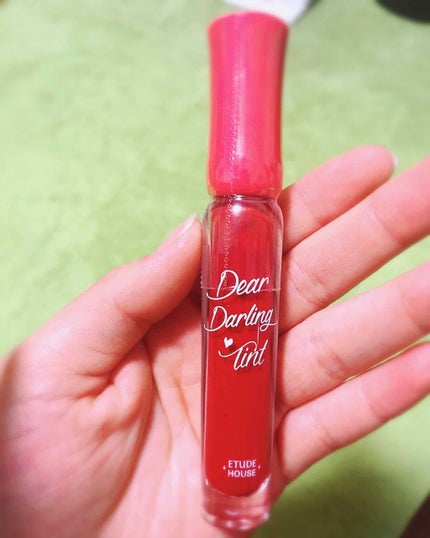 Dear
Darling
Tint
ETUDE
HOUSE